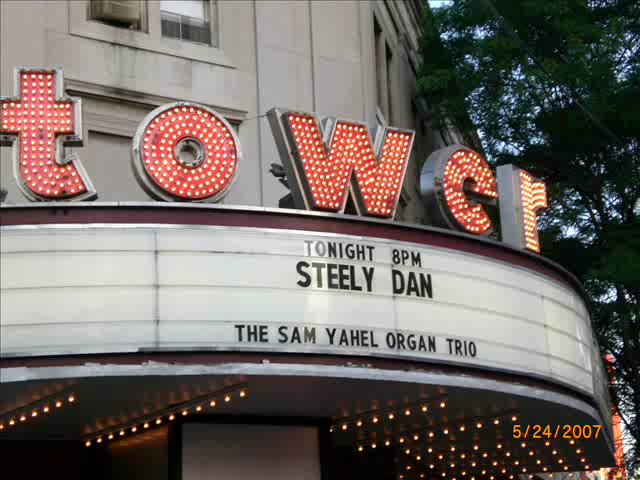 tower
TONIGHT 8PM
STEELY DAN
THE SAM YAHEL ORGAN TRIO
5/24/2007